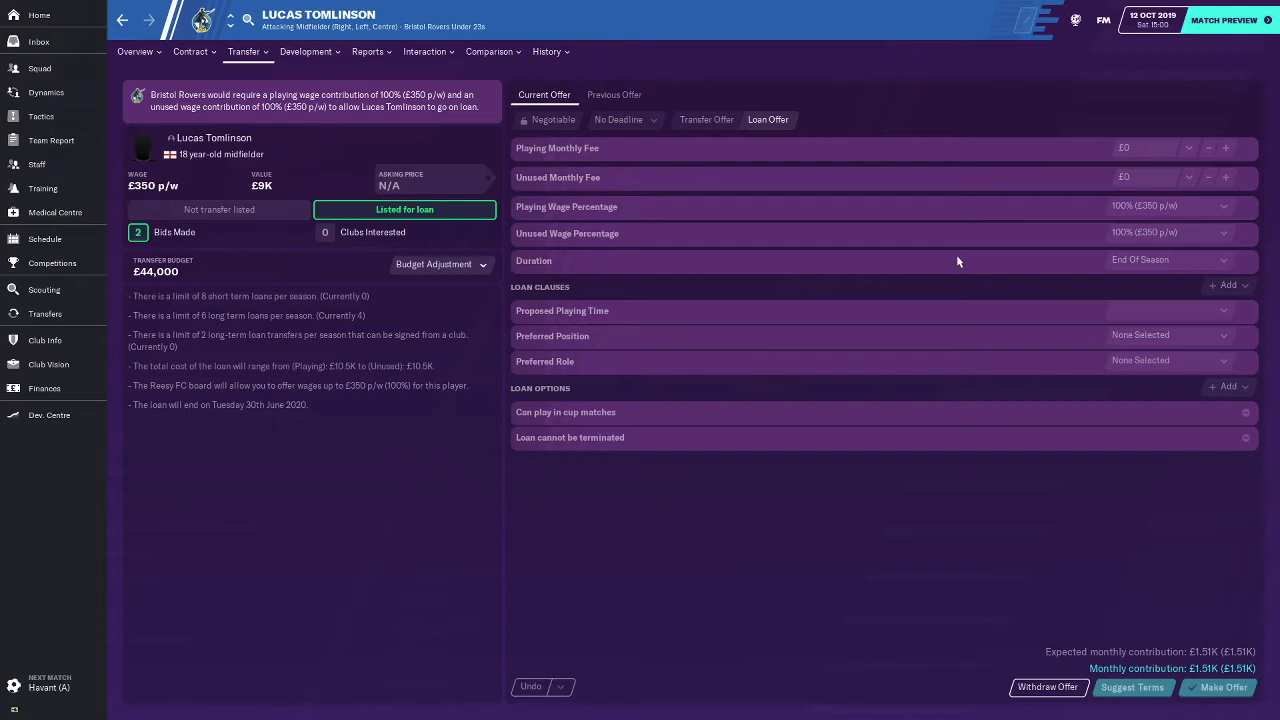 LUCAS TOMLINSON
Attacking Midfielder (Right, Left, Centre) - Bristol Rovers Under 23s
FM
12 OCT 2019
Sat 15:00
MATCH PREVIEW
Home
Inbox
Squad
Dynamics
Tactics
Team Report
Staff
Training
Medical Centre
Schedule
Competitions
Scouting
Transfers
Club Info
Club Vision
Finances
Dev. Centre
NEXT MATCH
Havant (A)
Overview
Contract
Transfer
Development
Reports
Interaction
Comparison
History
Bristol Rovers would require a playing wage contribution of 100% (£350 p/w) and an
unused wage contribution of 100% (£350 p/w) to allow Lucas Tomlinson to go on loan.
Lucas Tomlinson
18 year-old midfielder
WAGE
£350 p/w
VALUE
£9K
ASKING PRICE
N/A
Not transfer listed
Listed for loan
2 Bids Made
0 Clubs Interested
TRANSFER BUDGET
£44,000
Budget Adjustment
- There is a limit of 8 short term loans per season. (Currently 0)
- There is a limit of 6 long term loans per season. (Currently 4)
- There is a limit of 2 long-term loan transfers per season that can be signed from a club.
(Currently 0)
- The total cost of the loan will range from (Playing): £10.5K to (Unused): £10.5K.
- The Reesy FC board will allow you to offer wages up to £350 p/w (100%) for this player.
- The loan will end on Tuesday 30th June 2020.
Current Offer
Previous Offer
Negotiable
No Deadline
Transfer Offer
Loan Offer
Playing Monthly Fee £0
Unused Monthly Fee £0
Playing Wage Percentage 100% (£350 p/w)
Unused Wage Percentage 100% (£350 p/w)
Duration End Of Season
LOAN CLAUSES + Add
Proposed Playing Time
Preferred Position None Selected
Preferred Role None Selected
LOAN OPTIONS + Add
Can play in cup matches
Loan cannot be terminated
Expected monthly contribution: £1.51K (£1.51K)
Monthly contribution: £1.51K (£1.51K)
Undo
Withdraw Offer
Suggest Terms
Make Offer